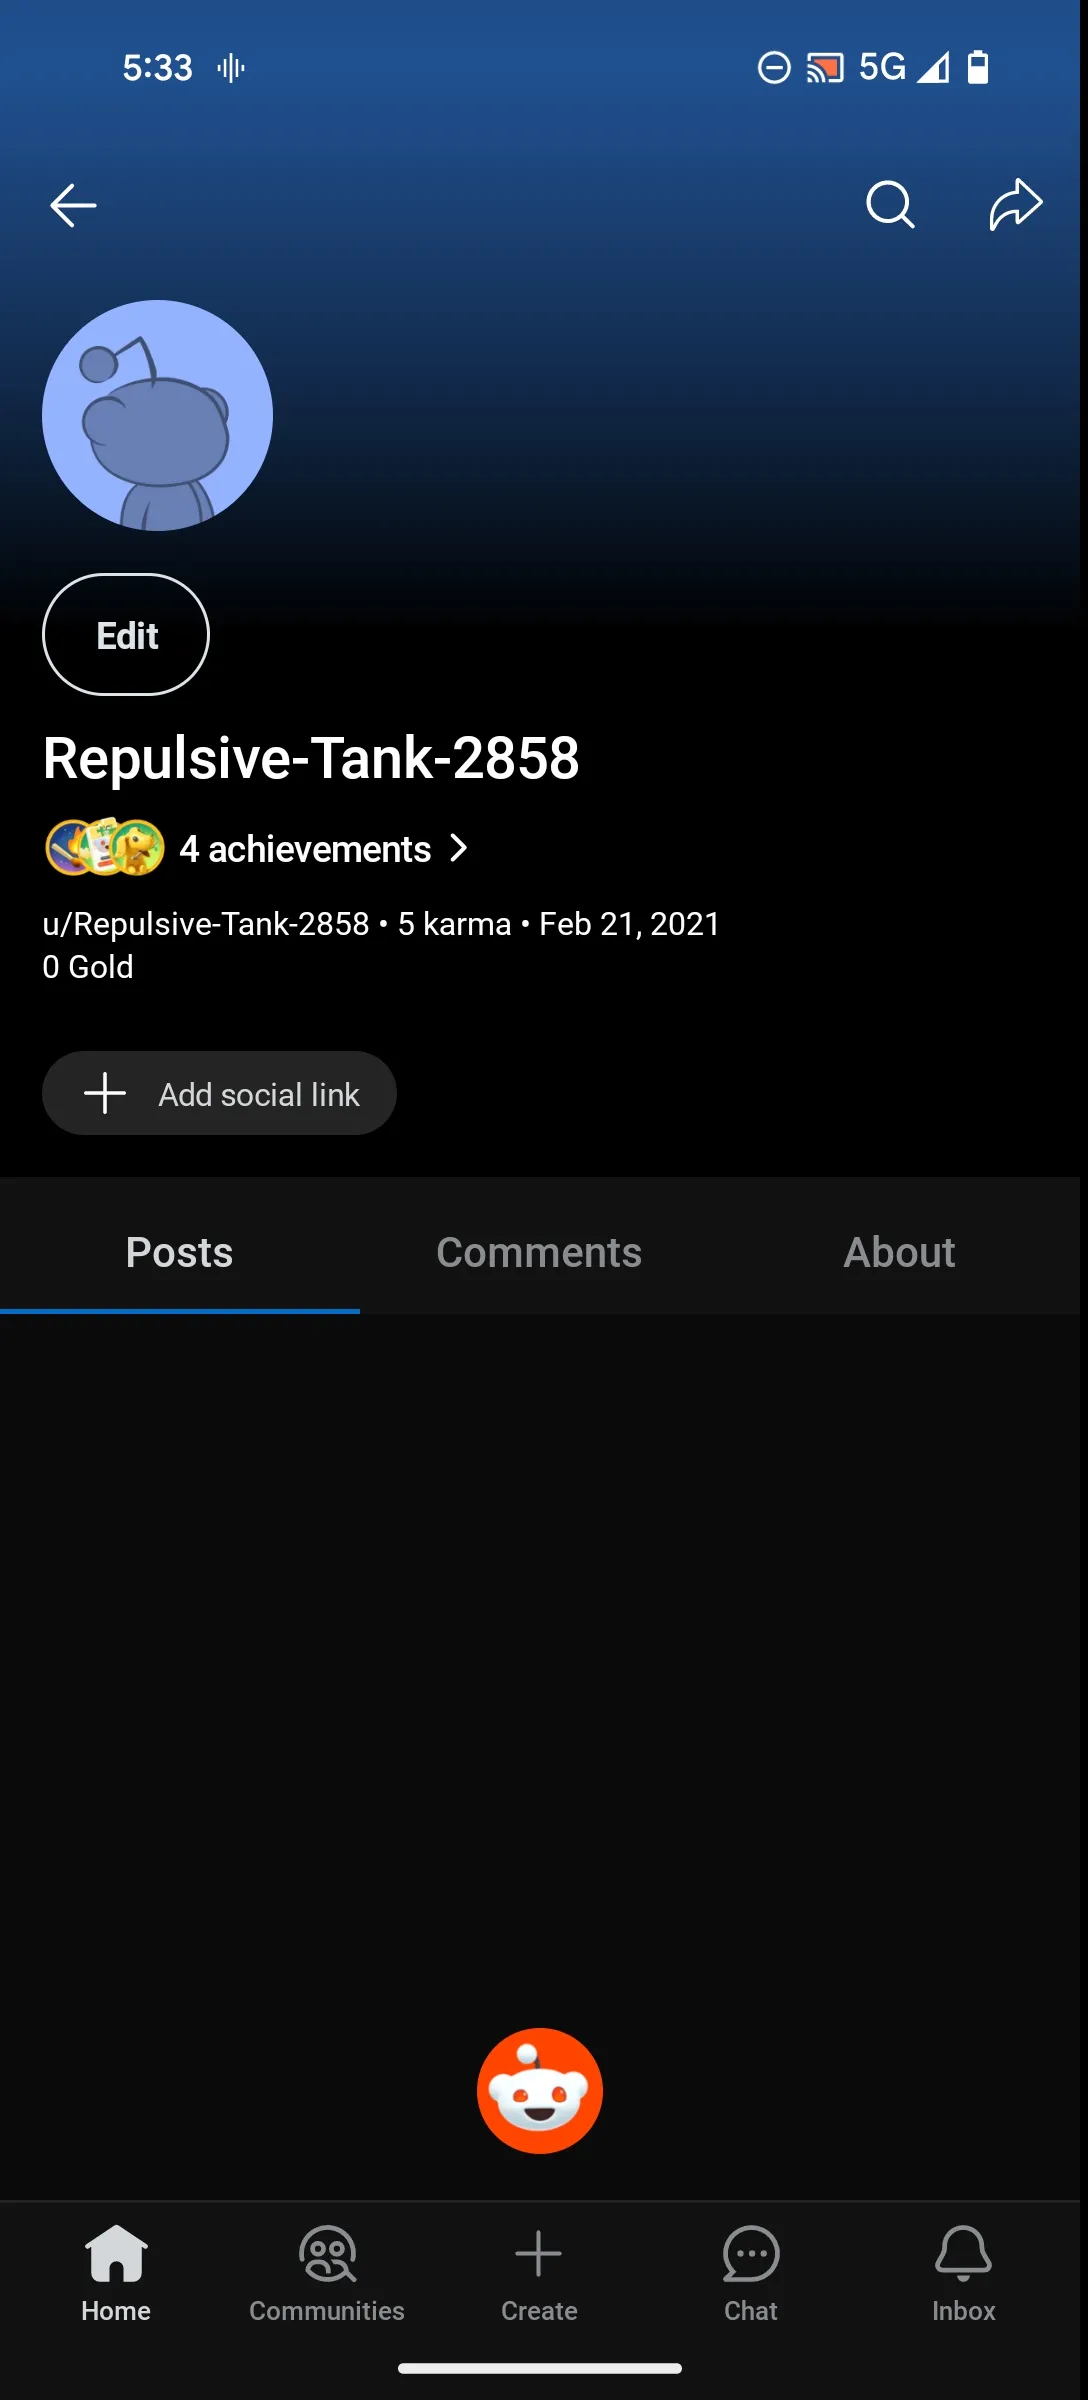 5:33
5G
Edit
Repulsive-Tank-2858
4 achievements
u/Repulsive-Tank-2858 • 5 karma • Feb 21, 2021
0 Gold
Add social link
Posts Comments About
Home Communities Create Chat Inbox